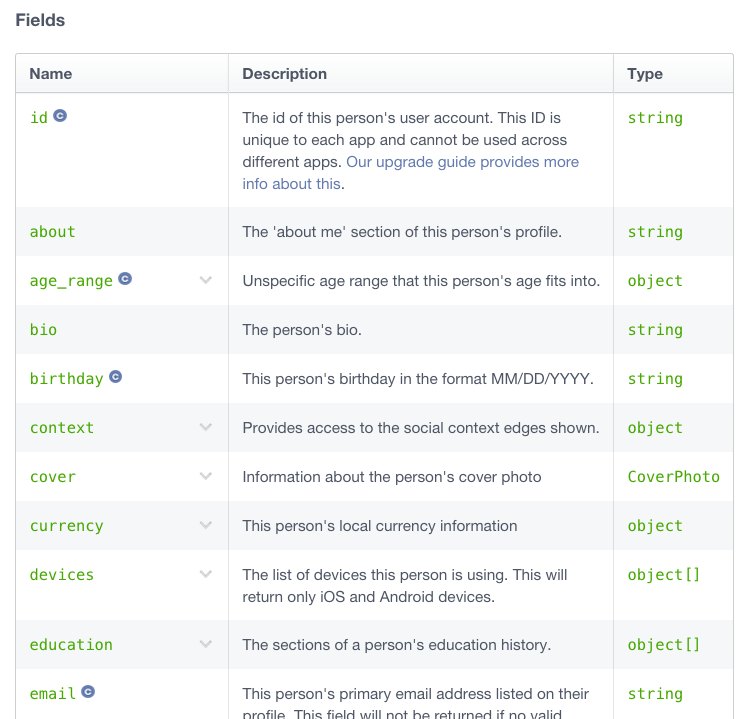 Fields
Name Description Type
id C The id of this person's user account. This ID is string
unique to each app and cannot be used across
different apps. Our upgrade guide provides more
info about this.
about The 'about me' section of this person's profile. string
age_range C Unspecific age range that this person's age fits into. object
bio The person's bio. string
birthday C This person's birthday in the format MM/DD/YYYY. string
context Provides access to the social context edges shown. object
cover Information about the person's cover photo CoverPhoto
currency This person's local currency information object
devices The list of devices this person is using. This will object[]
return only iOS and Android devices.
education The sections of a person's education history. object[]
email C This person's primary email address listed on their string
profile. This field will not be returned if no valid